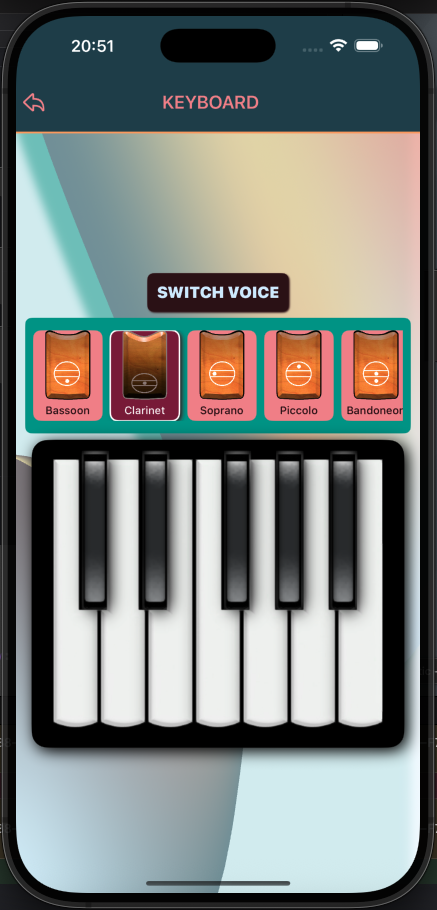 20:51
KEYBOARD
SWITCH VOICE
Bassoon
Clarinet
Soprano
Piccolo
Bandoneon